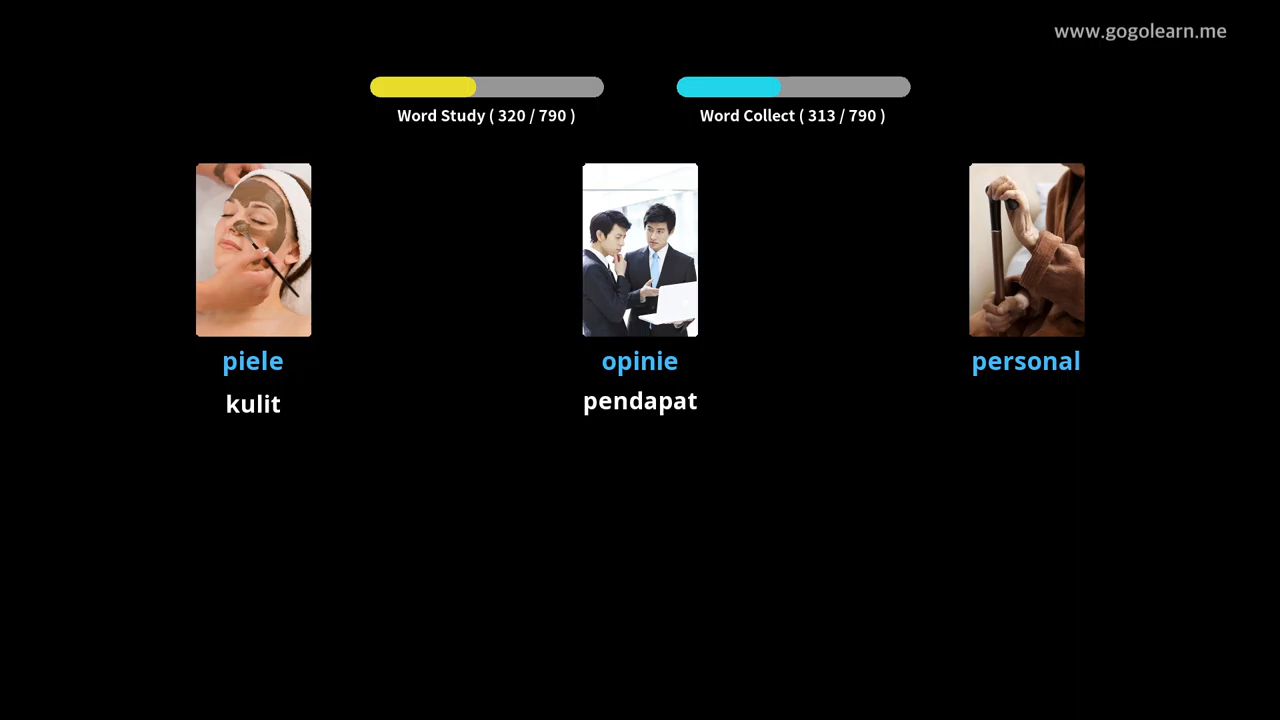 www.gogolearn.me
Word Study ( 320 / 790 )
Word Collect ( 313 / 790 )
piele
opinie
personal
kulit
pendapat